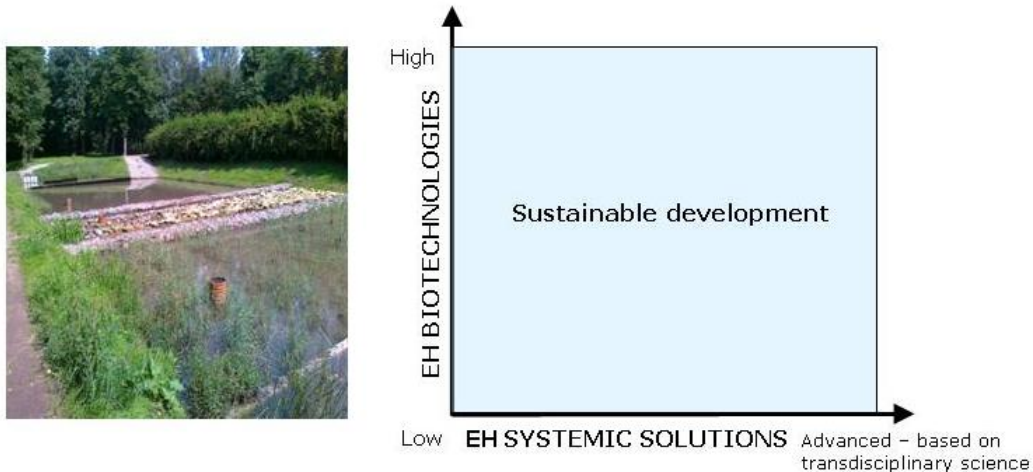 High
EH BIOTECHNOLOGIES
Sustainable development
Low
EH SYSTEMIC SOLUTIONS
Advanced – based on
transdisciplinary science